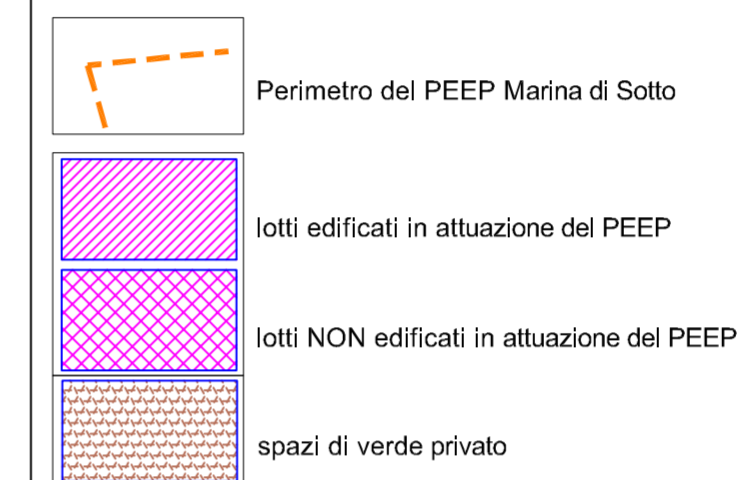 Perimetro del PEEP Marina di Sotto
lotti edificati in attuazione del PEEP
lotti NON edificati in attuazione del PEEP
spazi di verde privato